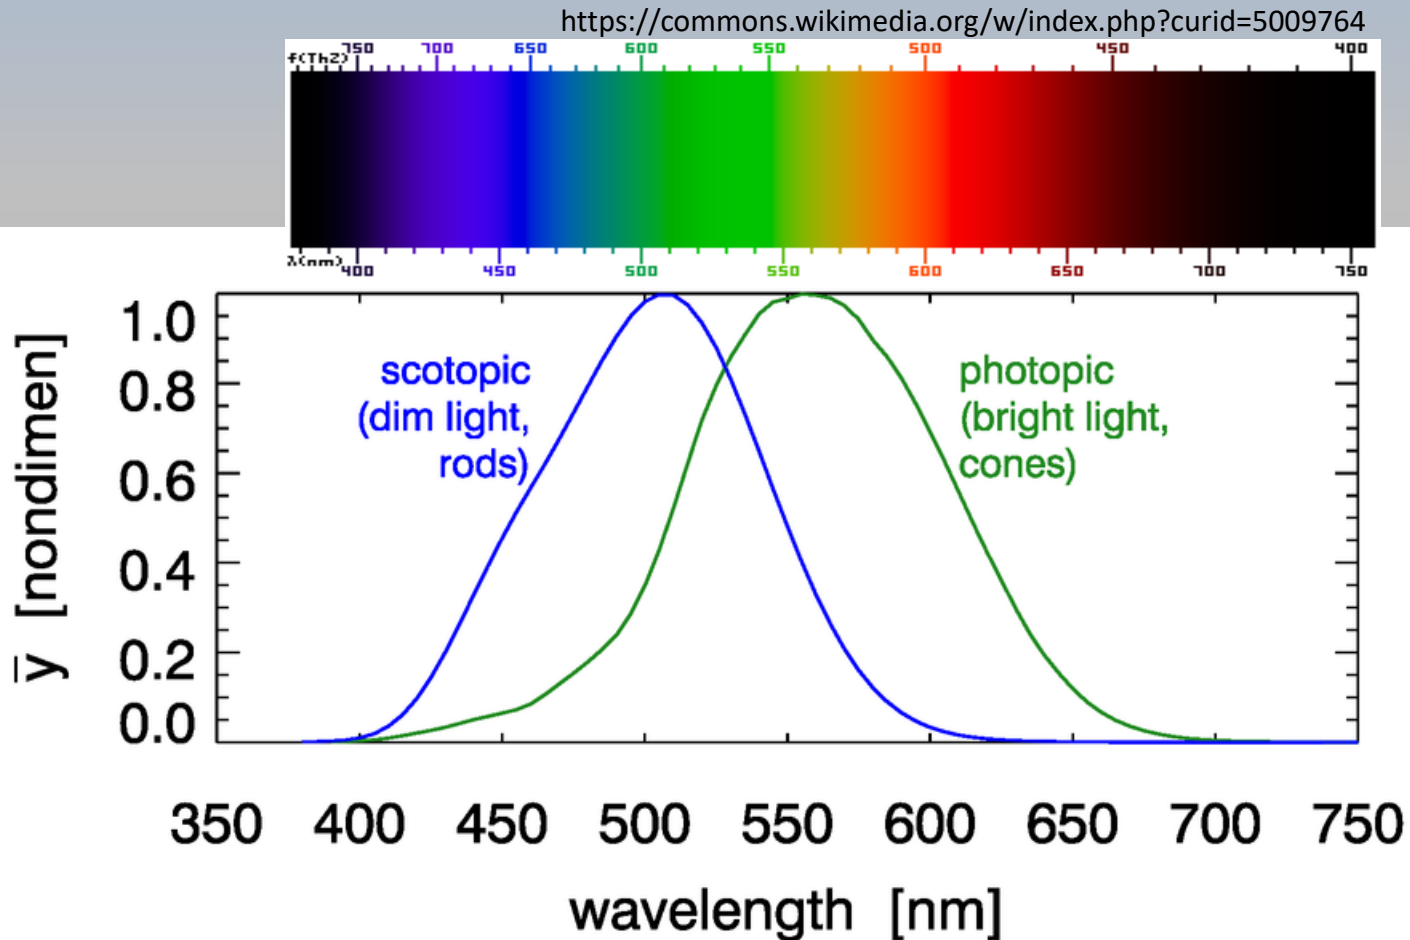 https://commons.wikimedia.org/w/index.php?curid=5009764
f(THz) 750 700 650 600 550 500 450 400
λ(nm) 400 450 500 550 600 650 700 750
1.0
0.8
0.6
0.4
0.2
0.0
y̅ [nondimen]
scotopic
(dim light,
rods)
photopic
(bright light,
cones)
350 400 450 500 550 600 650 700 750
wavelength [nm]